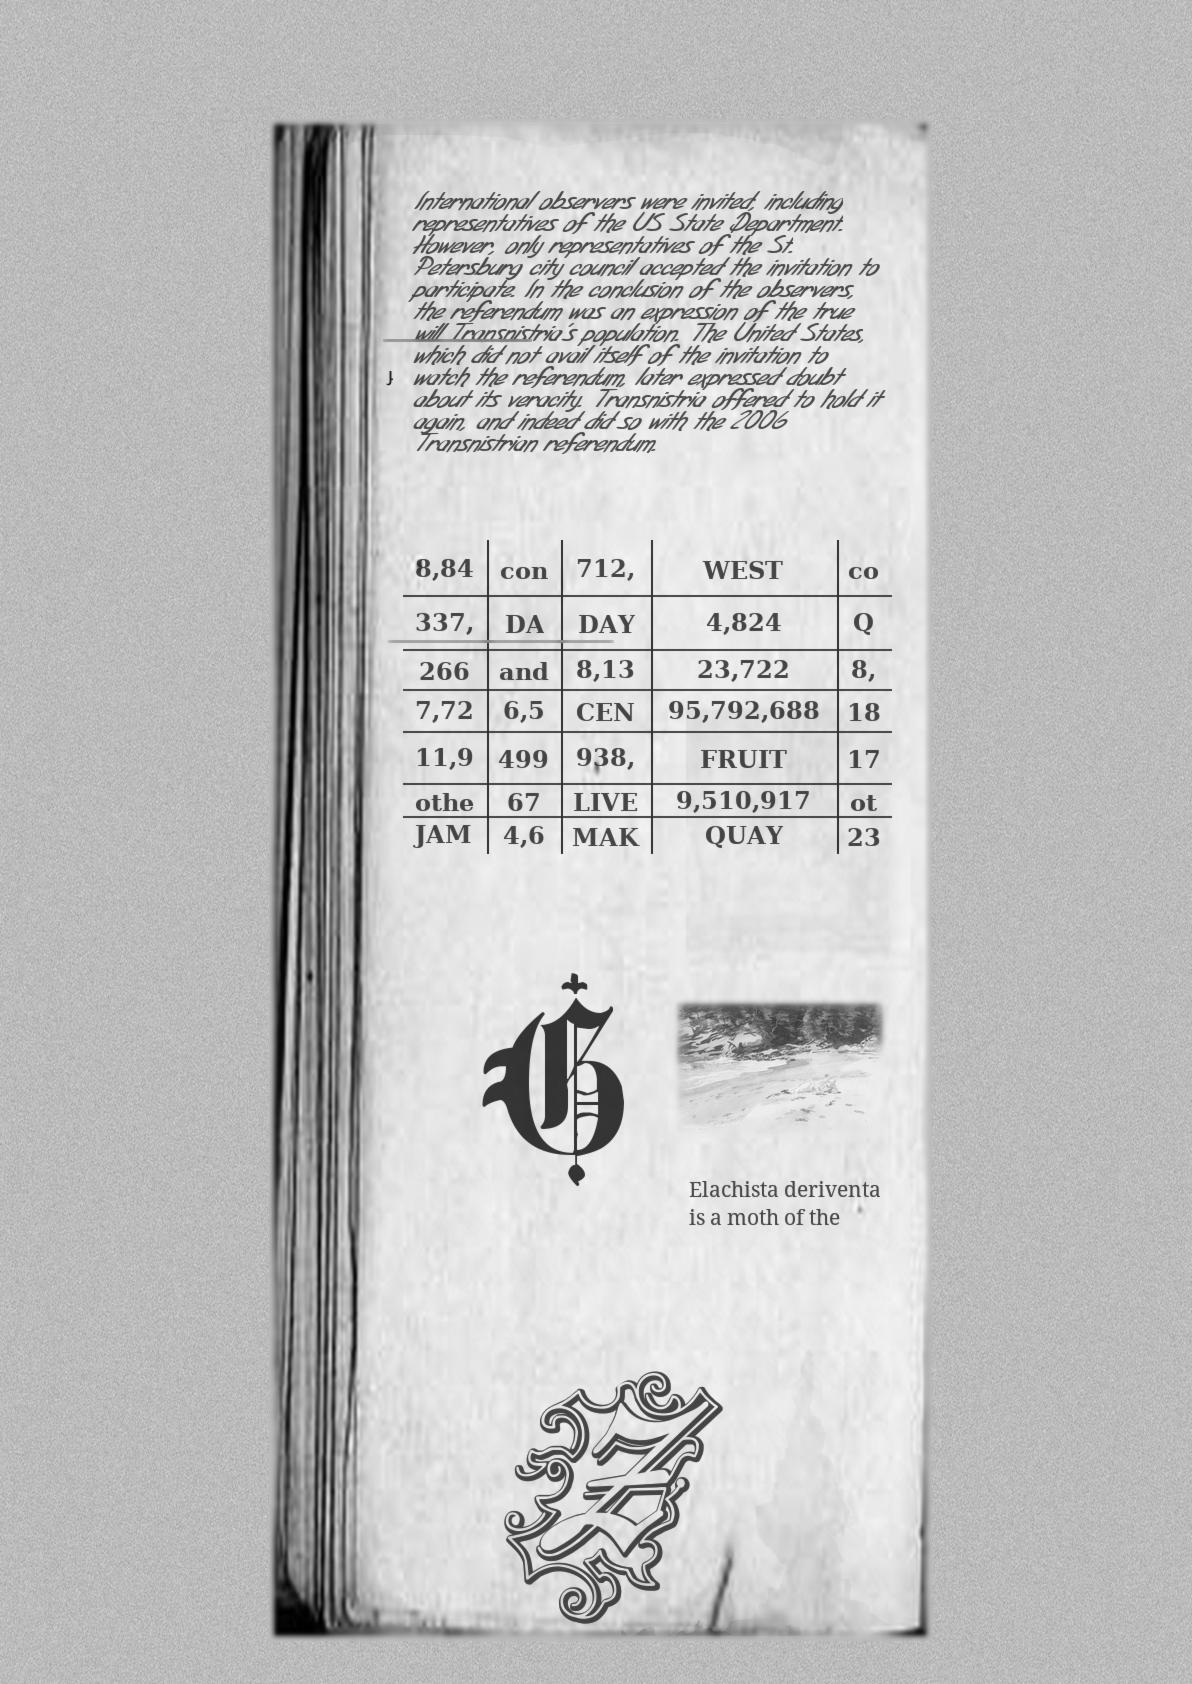 International observers were invited, including
representatives of the US State Department.
However, only representatives of the St.
Petersburg city council accepted the invitation to
participate. In the conclusion of the observers,
the referendum was an expression of the true
will Transnistria's population. The United States,
which did not avail itself of the invitation to
watch the referendum, later expressed doubt
about its veracity. Transnistria offered to hold it
again, and indeed did so with the 2006
Transnistrian referendum.
8,84 con 712, WEST co
337, DA DAY 4,824 Q
266 and 8,13 23,722 8,
7,72 6,5 CEN 95,792,688 18
11,9 499 938, FRUIT 17
othe 67 LIVE 9,510,917 ot
JAM 4,6 MAK QUAY 23
G
Elachista deriventa
is a moth of the
Z